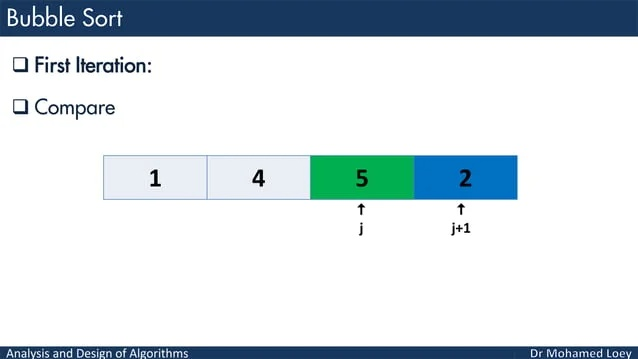 Bubble Sort
First Iteration:
Compare
1 4 5 2
j j+1
Analysis and Design of Algorithms Dr Mohamed Loey